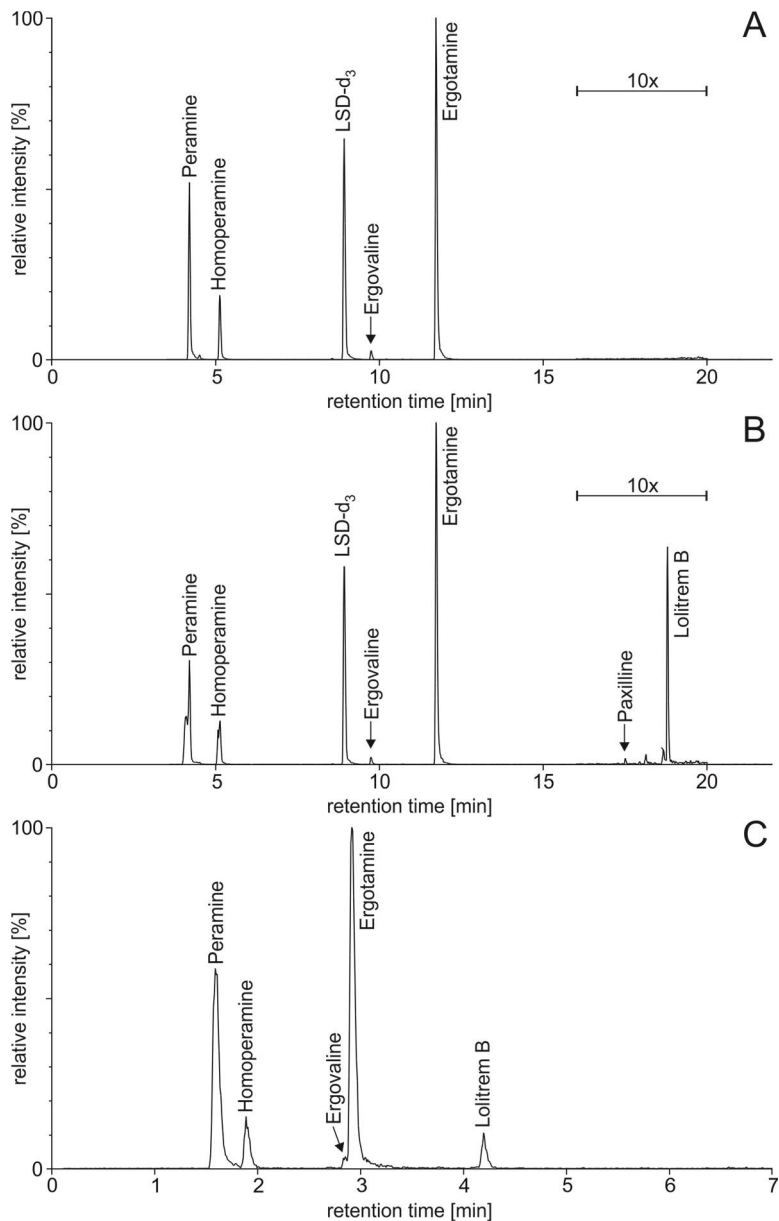 A
100
relative intensity [%]
0
Peramine
Homoperamine
LSD-d3
Ergovaline
Ergotamine
10x
0 5 10 15 20
retention time [min]
B
100
relative intensity [%]
0
Peramine
Homoperamine
LSD-d3
Ergovaline
Ergotamine
10x
Paxilline
Lolitrem B
0 5 10 15 20
retention time [min]
C
100
relative intensity [%]
0
Peramine
Homoperamine
Ergovaline
Ergotamine
Lolitrem B
0 1 2 3 4 5 6 7
retention time [min]